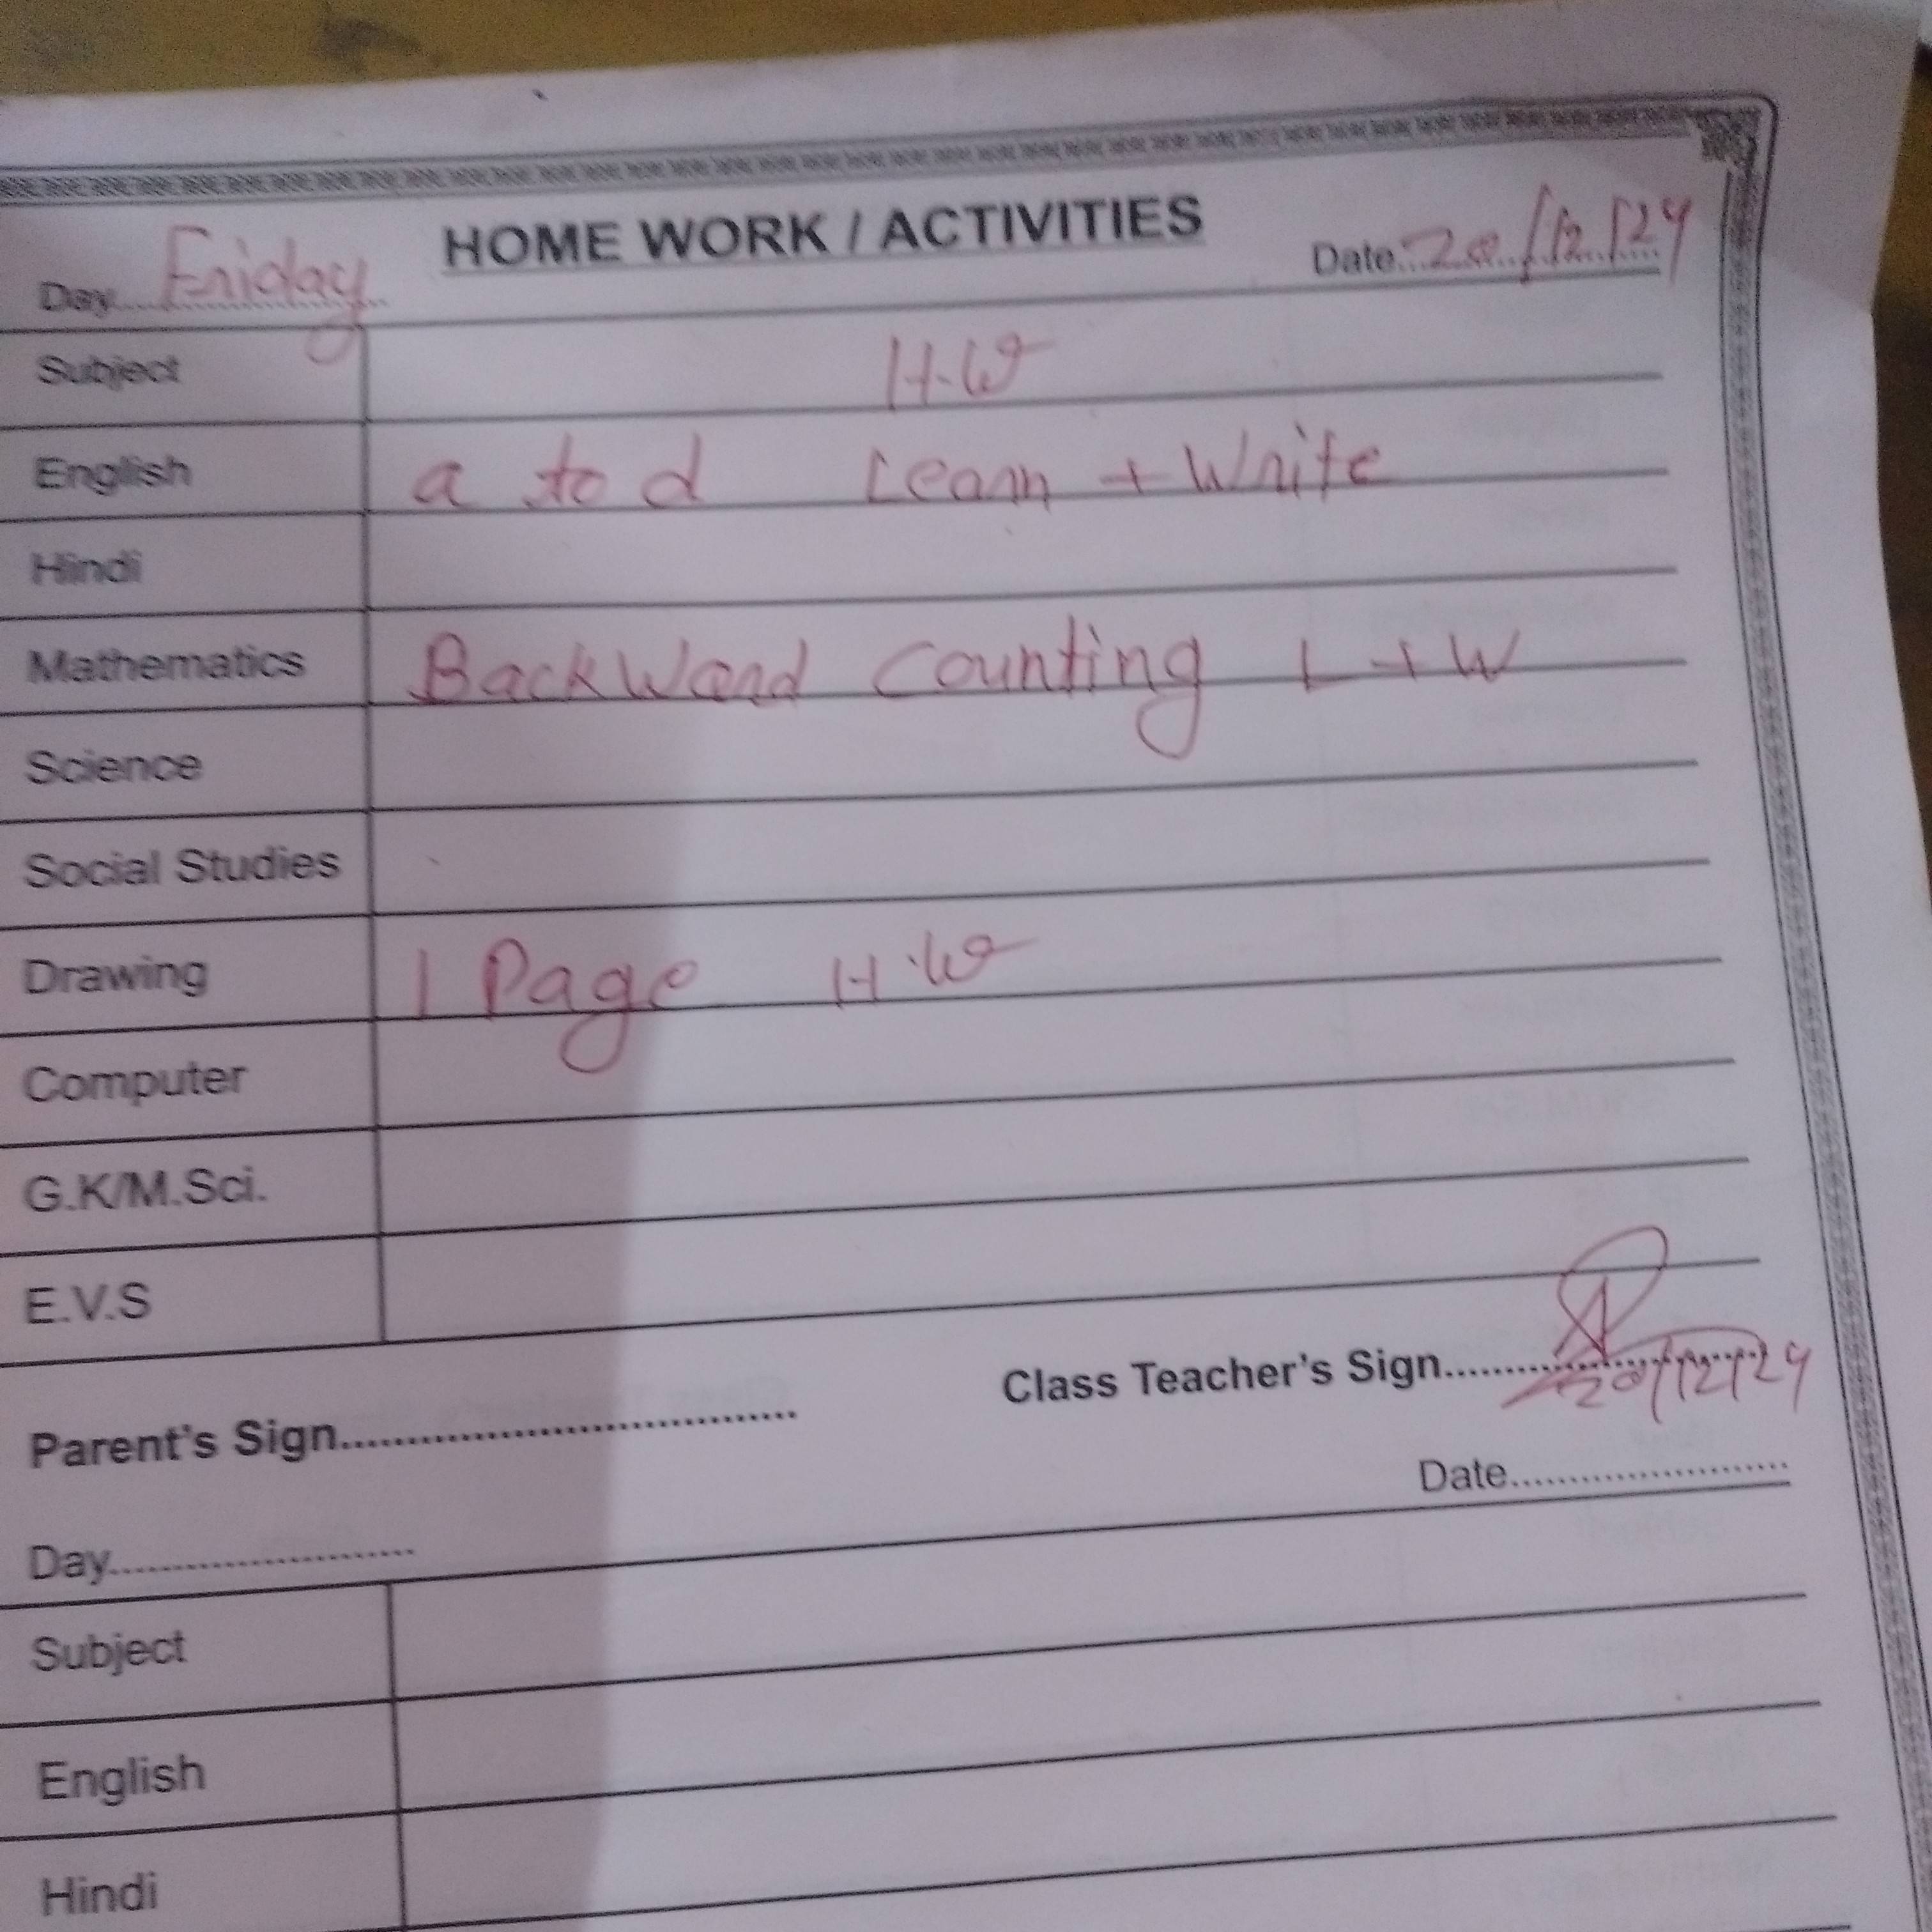 HOME WORK / ACTIVITIES
Day Friday Date 20/12/24
Subject H.W
English a to d Learn + Write
Hindi
Mathematics BackWard Counting L + W
Science
Social Studies
Drawing 1 Page H.W
Computer
G.K/M.Sci.
E.V.S
Parent's Sign Class Teacher's Sign
20/12/24
Day Date
Subject
English
Hindi